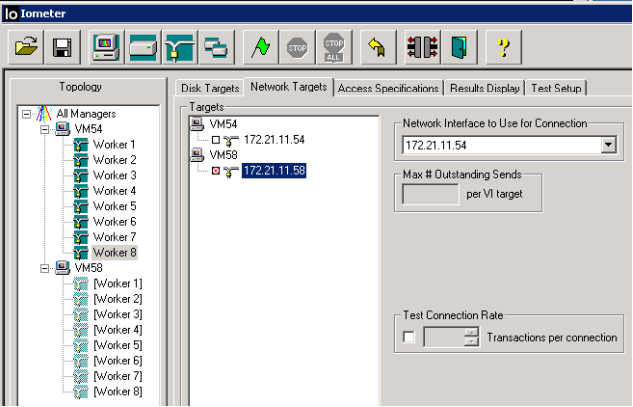 Io Iometer
STOP
STOP
ALL
?
Topology
Disk Targets
Network Targets
Access Specifications
Results Display
Test Setup
All Managers
VM54
Worker 1
Worker 2
Worker 3
Worker 4
Worker 5
Worker 6
Worker 7
Worker 8
VM58
[Worker 1]
[Worker 2]
[Worker 3]
[Worker 4]
[Worker 5]
[Worker 6]
[Worker 7]
[Worker 8]
Targets
VM54
172.21.11.54
VM58
172.21.11.58
Network Interface to Use for Connection
172.21.11.54
Max # Outstanding Sends
per VI target
Test Connection Rate
Transactions per connection